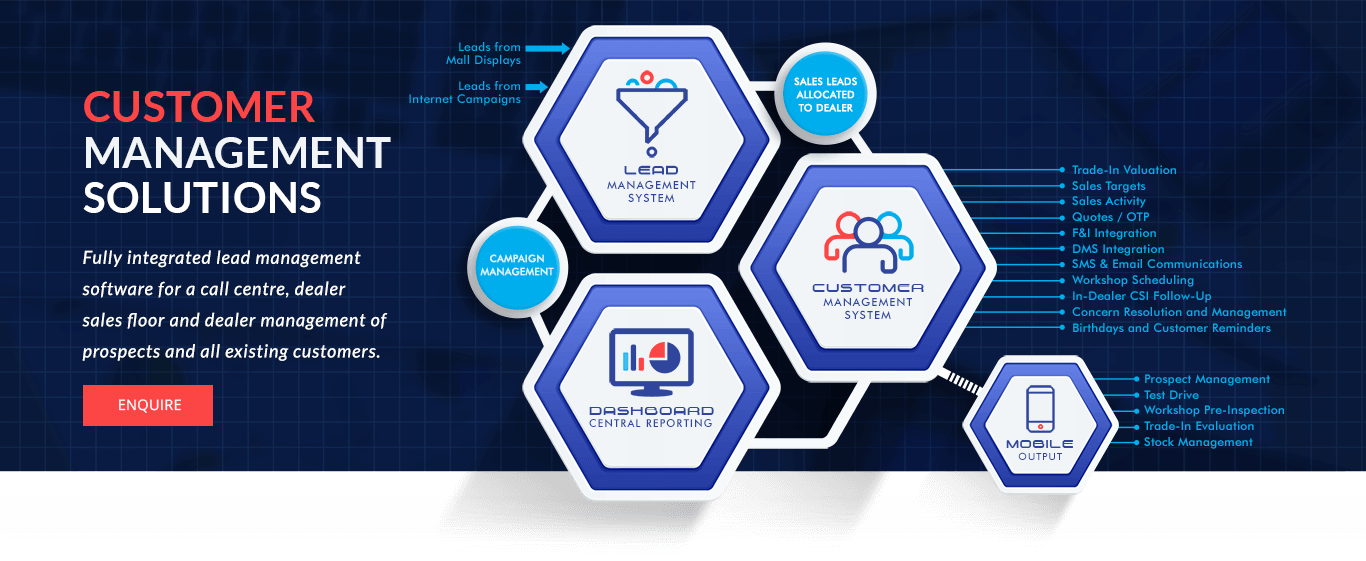 CUSTOMER
MANAGEMENT
SOLUTIONS
Fully integrated lead management
software for a call centre, dealer
sales floor and dealer management of
prospects and all existing customers.
ENQUIRE
Leads from
Mall Displays
Leads from
Internet Campaigns
LEAD
MANAGEMENT
SYSTEM
SALES LEADS
ALLOCATED
TO DEALER
CAMPAIGN
MANAGEMENT
CUSTOMER
MANAGEMENT
SYSTEM
Trade-In Valuation
Sales Targets
Sales Activity
Quotes / OTP
F&I Integration
DMS Integration
SMS & Email Communications
Workshop Scheduling
In-Dealer CSI Follow-Up
Concern Resolution and Management
Birthdays and Customer Reminders
DASHBOARD
CENTRAL REPORTING
MOBILE
OUTPUT
Prospect Management
Test Drive
Workshop Pre-Inspection
Trade-In Evaluation
Stock Management